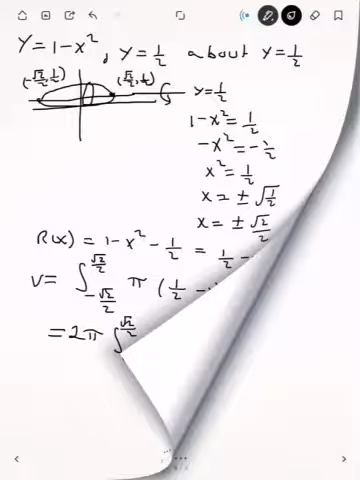 Y = 1 - x², Y = 1/2 about Y = 1/2
(-√2/2, 1/2) (√2/2, 1/2)
Y = 1/2
1 - x² = 1/2
-x² = -1/2
x² = 1/2
x = ± √(1/2)
x = ± √2/2
R(x) = 1 - x² - 1/2 = 1/2 -
V = ∫_{-√2/2}^{√2/2} π (1/2 -
= 2π ∫^{√2/2}